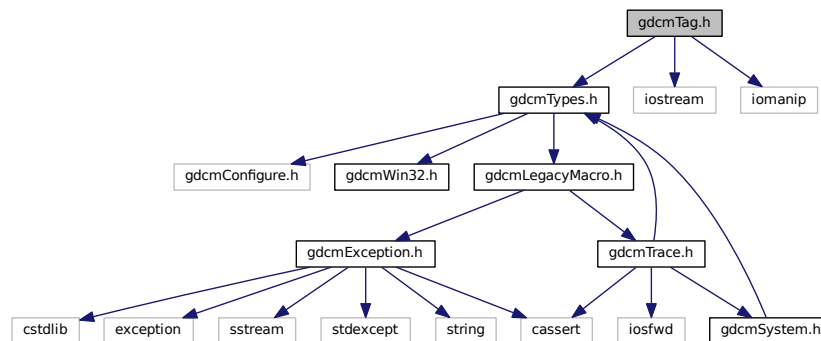 gdcmTag.h
gdcmTypes.h
iostream
iomanip
gdcmConfigure.h
gdcmWin32.h
gdcmLegacyMacro.h
gdcmException.h
gdcmTrace.h
cstdlib
exception
sstream
stdexcept
string
cassert
iosfwd
gdcmSystem.h